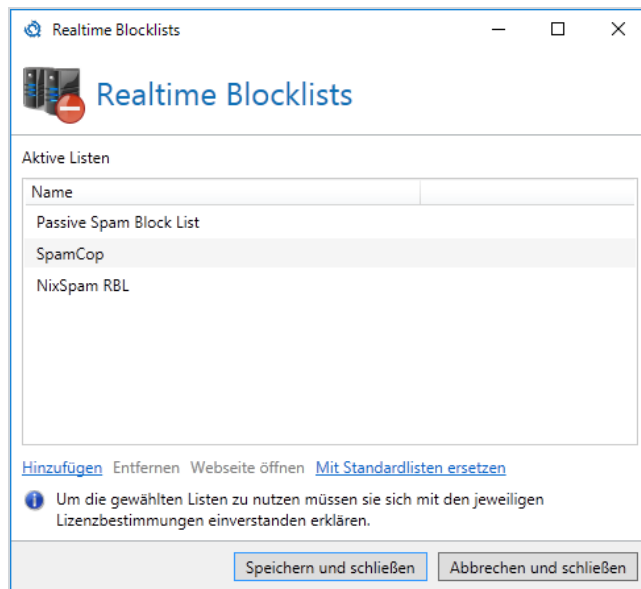 Realtime Blocklists
Realtime Blocklists
Aktive Listen
Name
Passive Spam Block List
SpamCop
NixSpam RBL
Hinzufügen Entfernen Webseite öffnen Mit Standardlisten ersetzen
Um die gewählten Listen zu nutzen müssen sie sich mit den jeweiligen
Lizenzbestimmungen einverstanden erklären.
Speichern und schließen Abbrechen und schließen